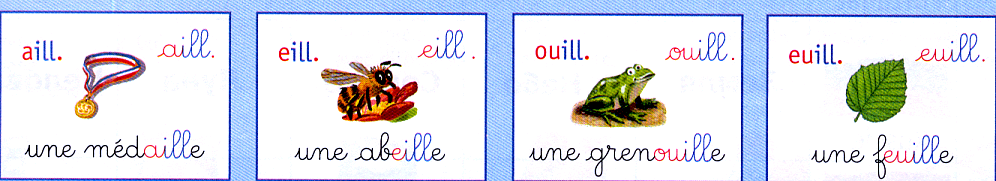 aill. aill.
une médaille
eill. eill.
une abeille
ouill. ouill.
une grenouille
euill. euill.
une feuille